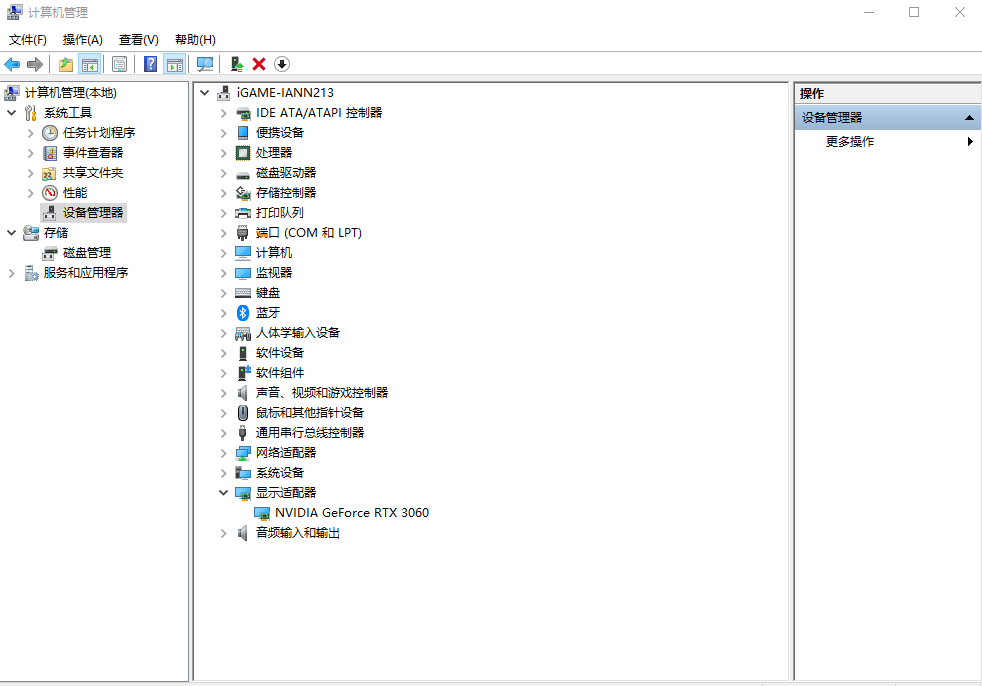 计算机管理
文件(F) 操作(A) 查看(V) 帮助(H)
计算机管理(本地)
系统工具
任务计划程序
事件查看器
共享文件夹
性能
设备管理器
存储
磁盘管理
服务和应用程序
iGAME-IANN213
IDE ATA/ATAPI 控制器
便携设备
处理器
磁盘驱动器
存储控制器
打印队列
端口 (COM 和 LPT)
计算机
监视器
键盘
蓝牙
人体学输入设备
软件设备
软件组件
声音、视频和游戏控制器
鼠标和其他指针设备
通用串行总线控制器
网络适配器
系统设备
显示适配器
NVIDIA GeForce RTX 3060
音频输入和输出
操作
设备管理器
更多操作